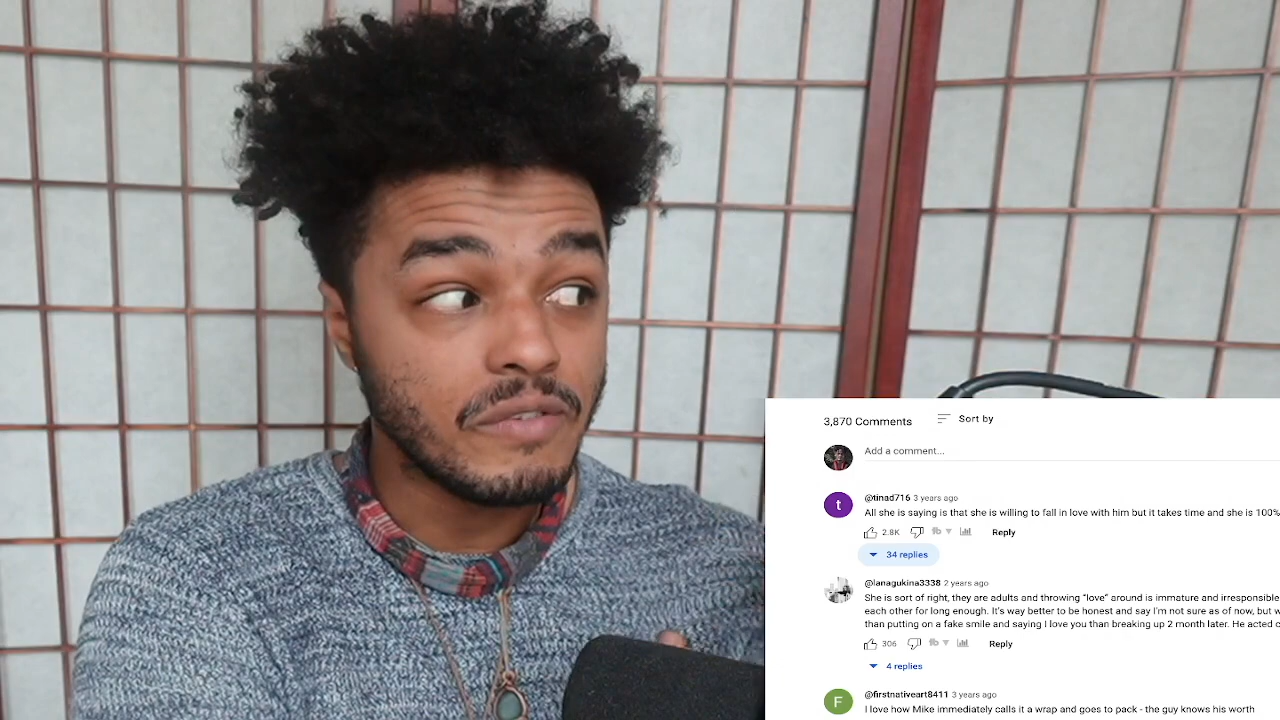 3,870 Comments
Sort by
Add a comment...
t
@tinad716 3 years ago
All she is saying is that she is willing to fall in love with him but it takes time and she is 100%
2.8K
Reply
34 replies
@lanagukina3338 2 years ago
She is sort of right, they are adults and throwing "love" around is immature and irresponsible
each other for long enough. It's way better to be honest and say I'm not sure as of now, but w
than putting on a fake smile and saying I love you than breaking up 2 month later. He acted c
306
Reply
4 replies
F
@firstnativeart8411 3 years ago
I love how Mike immediately calls it a wrap and goes to pack - the guy knows his worth